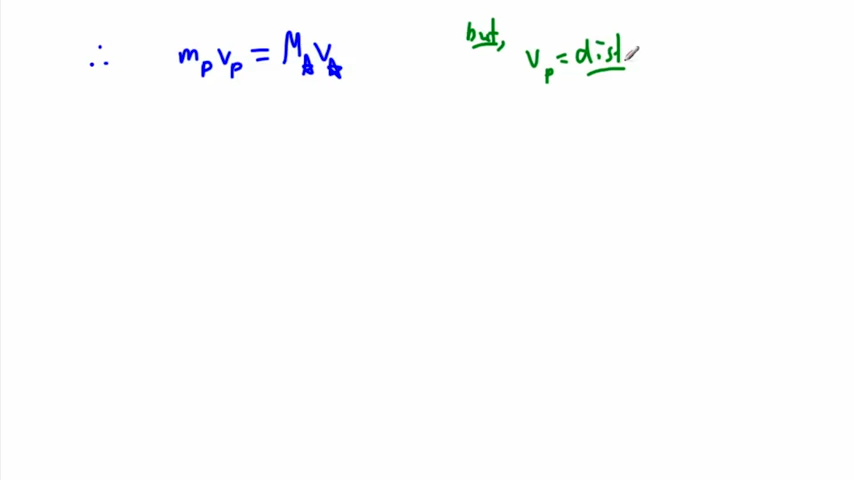 ∴ mₚvₚ = M☆v☆ but, vₚ = dist